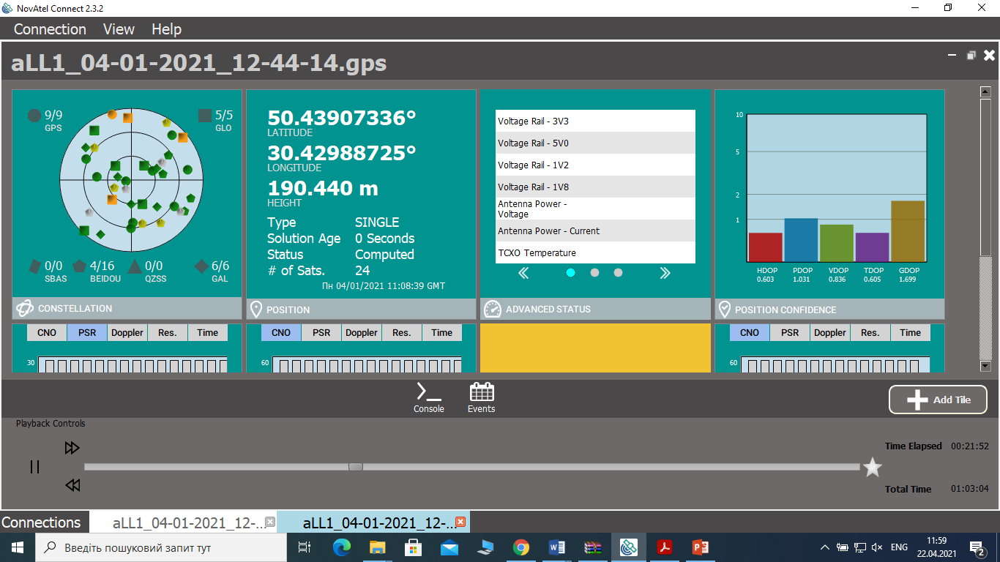 NovAtel Connect 2.3.2
Connection View Help
aLL1_04-01-2021_12-44-14.gps
9/9
GPS
5/5
GLO
0/0
SBAS
4/16
BEIDOU
0/0
QZSS
6/6
GAL
CONSTELLATION
50.43907336°
LATITUDE
30.42988725°
LONGITUDE
190.440 m
HEIGHT
Type SINGLE
Solution Age 0 Seconds
Status Computed
# of Sats. 24
Пн 04/01/2021 11:08:39 GMT
POSITION
Voltage Rail - 3V3
Voltage Rail - 5V0
Voltage Rail - 1V2
Voltage Rail - 1V8
Antenna Power -
Voltage
Antenna Power - Current
TCXO Temperature
ADVANCED STATUS
10
5
2
1
HDOP PDOP VDOP TDOP GDOP
0.603 1.031 0.836 0.605 1.699
POSITION CONFIDENCE
CNO PSR Doppler Res. Time
30
CNO PSR Doppler Res. Time
60
CNO PSR Doppler Res. Time
60
Console
Events
Add Tile
Playback Controls
Time Elapsed 00:21:52
Total Time 01:03:04
Connections
aLL1_04-01-2021_12-...
aLL1_04-01-2021_12-...
Введіть пошуковий запит тут
ENG
11:59
22.04.2021
2